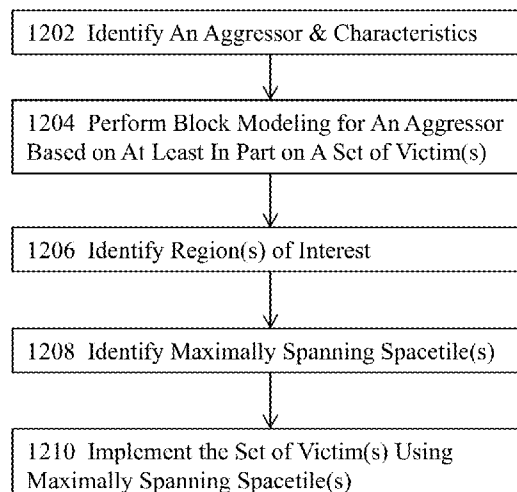 1202 Identify An Aggressor & Characteristics
1204 Perform Block Modeling for An Aggressor
Based on At Least In Part on A Set of Victim(s)
1206 Identify Region(s) of Interest
1208 Identify Maximally Spanning Spacetile(s)
1210 Implement the Set of Victim(s) Using
Maximally Spanning Spacetile(s)